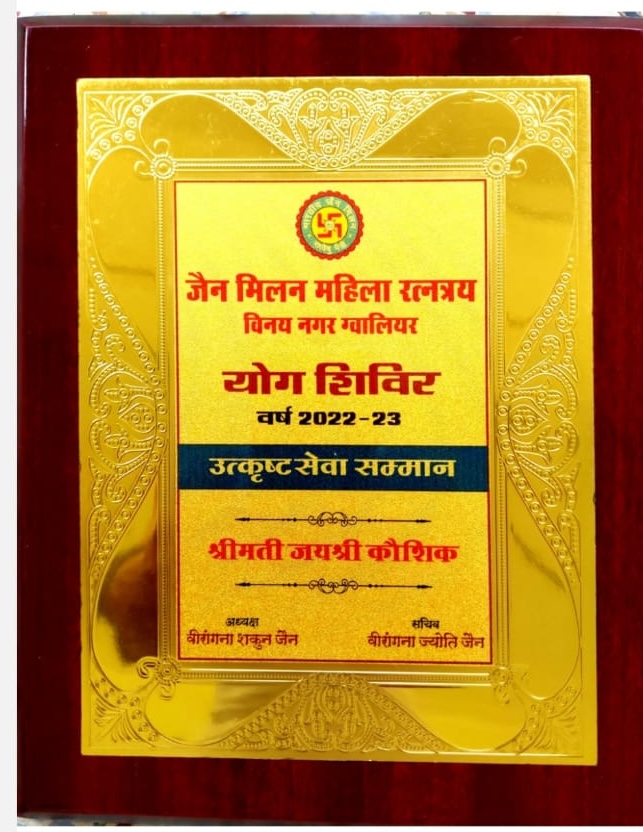 जैन मिलन महिला रत्नत्रय
विनय नगर ग्वालियर
योग शिविर
वर्ष 2022-23
उत्कृष्ट सेवा सम्मान
श्रीमती जयश्री कौशिक
अध्यक्ष
वीरांगना शकुन जैन
सचिव
वीरांगना ज्योति जैन